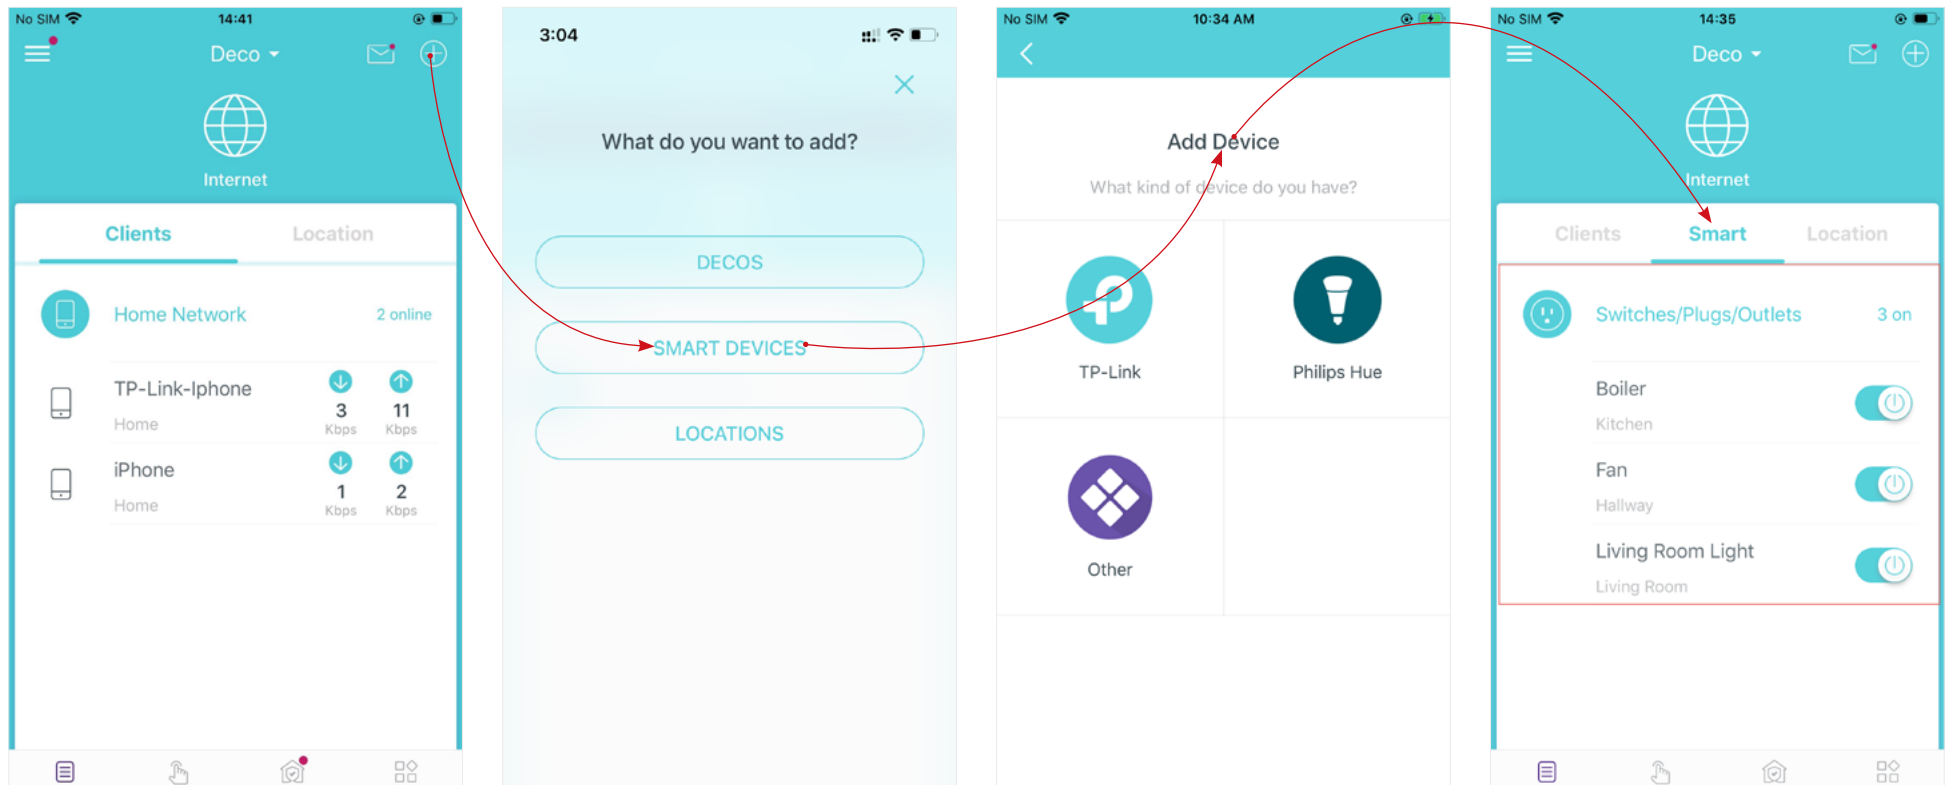 No SIM 14:41
Deco
Internet
Clients Location
Home Network 2 online
TP-Link-Iphone
Home
3 11
Kbps Kbps
iPhone
Home
1 2
Kbps Kbps
3:04
What do you want to add?
DECOS
SMART DEVICES
LOCATIONS
No SIM 10:34 AM
Add Device
What kind of device do you have?
TP-Link Philips Hue
Other
No SIM 14:35
Deco
Internet
Clients Smart Location
Switches/Plugs/Outlets 3 on
Boiler
Kitchen
Fan
Hallway
Living Room Light
Living Room